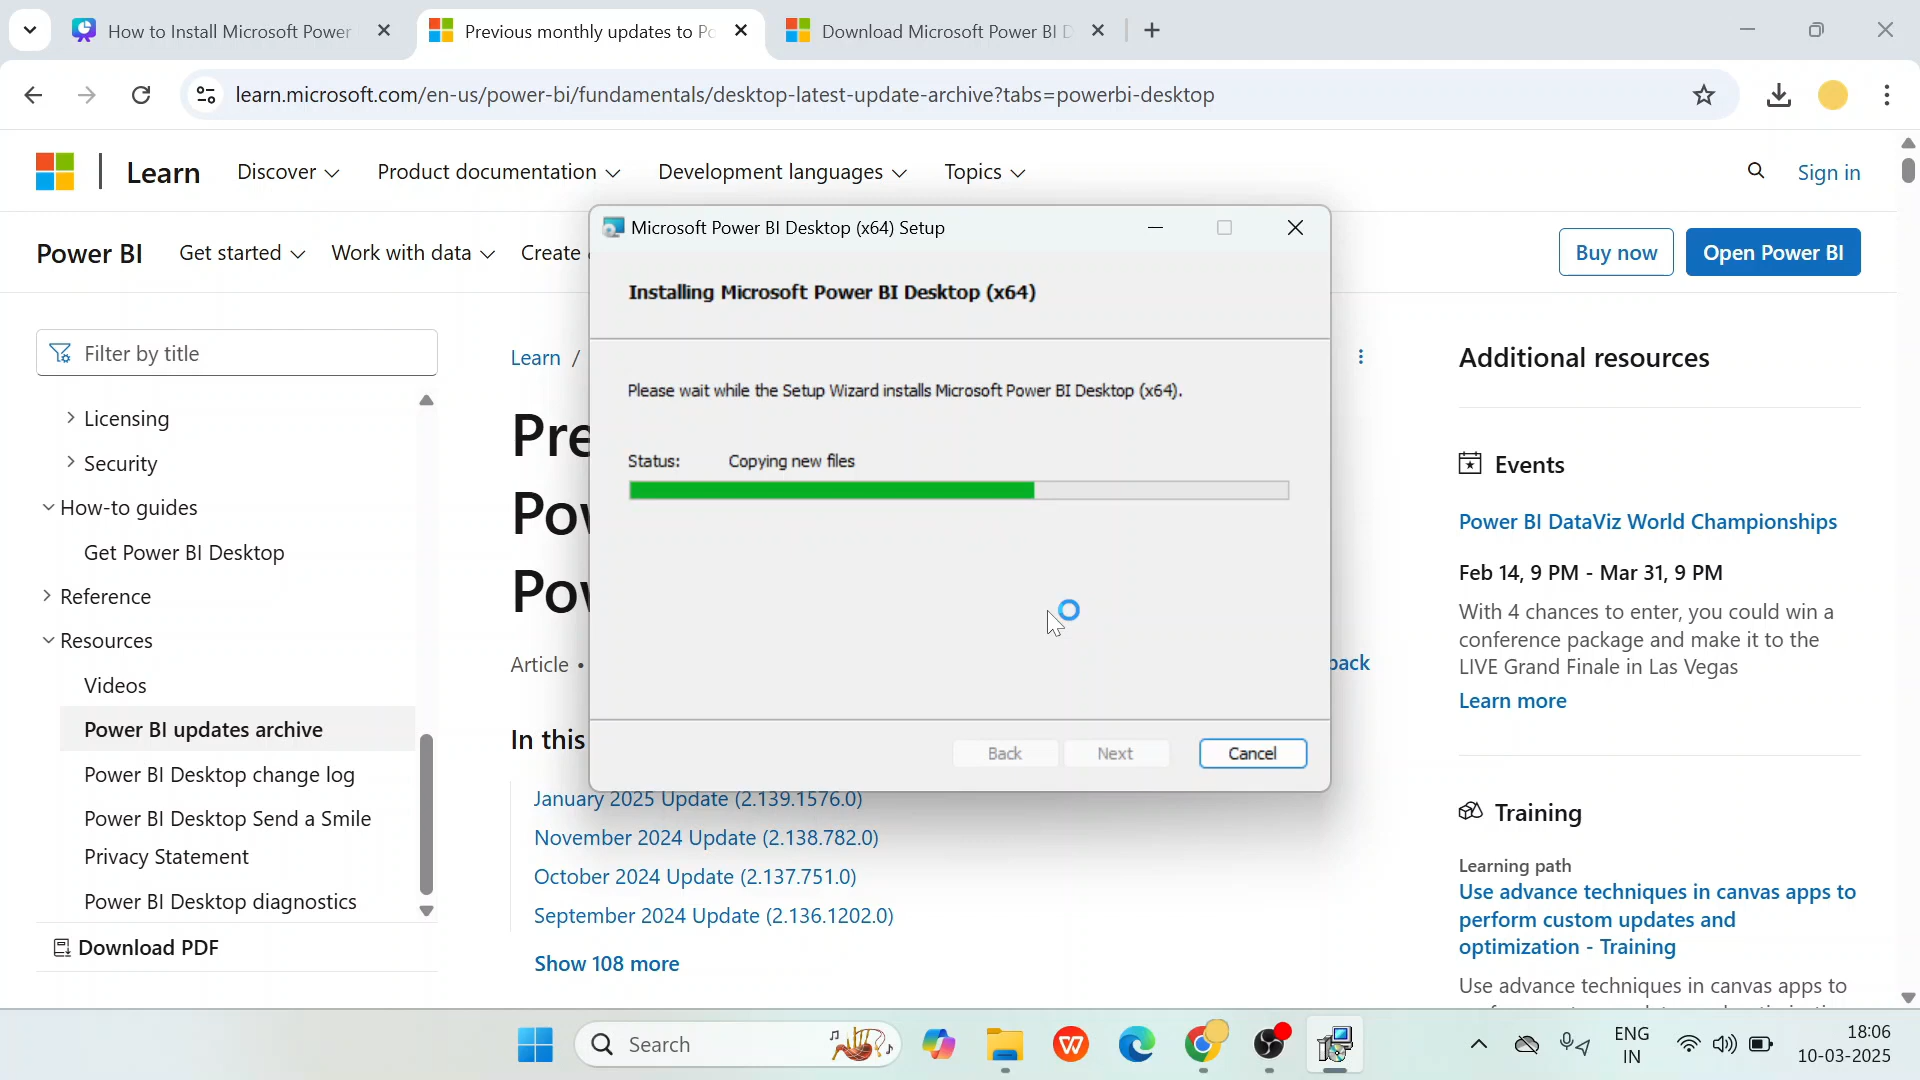 How to Install Microsoft Power
Previous monthly updates to Po
Download Microsoft Power BI D
learn.microsoft.com/en-us/power-bi/fundamentals/desktop-latest-update-archive?tabs=powerbi-desktop
Learn
Discover
Product documentation
Development languages
Topics
Sign in
Power BI
Get started
Work with data
Create
Buy now
Open Power BI
Filter by title
Licensing
Security
How-to guides
Get Power BI Desktop
Reference
Resources
Videos
Power BI updates archive
Power BI Desktop change log
Power BI Desktop Send a Smile
Privacy Statement
Power BI Desktop diagnostics
Download PDF
Learn /
Pre
Pov
Pov
Article •
back
In this
January 2025 Update (2.139.1576.0)
November 2024 Update (2.138.782.0)
October 2024 Update (2.137.751.0)
September 2024 Update (2.136.1202.0)
Show 108 more
Microsoft Power BI Desktop (x64) Setup
Installing Microsoft Power BI Desktop (x64)
Please wait while the Setup Wizard installs Microsoft Power BI Desktop (x64).
Status: Copying new files
Back
Next
Cancel
Additional resources
Events
Power BI DataViz World Championships
Feb 14, 9 PM - Mar 31, 9 PM
With 4 chances to enter, you could win a
conference package and make it to the
LIVE Grand Finale in Las Vegas
Learn more
Training
Learning path
Use advance techniques in canvas apps to
perform custom updates and
optimization - Training
Use advance techniques in canvas apps to
Search
ENG
IN
18:06
10-03-2025